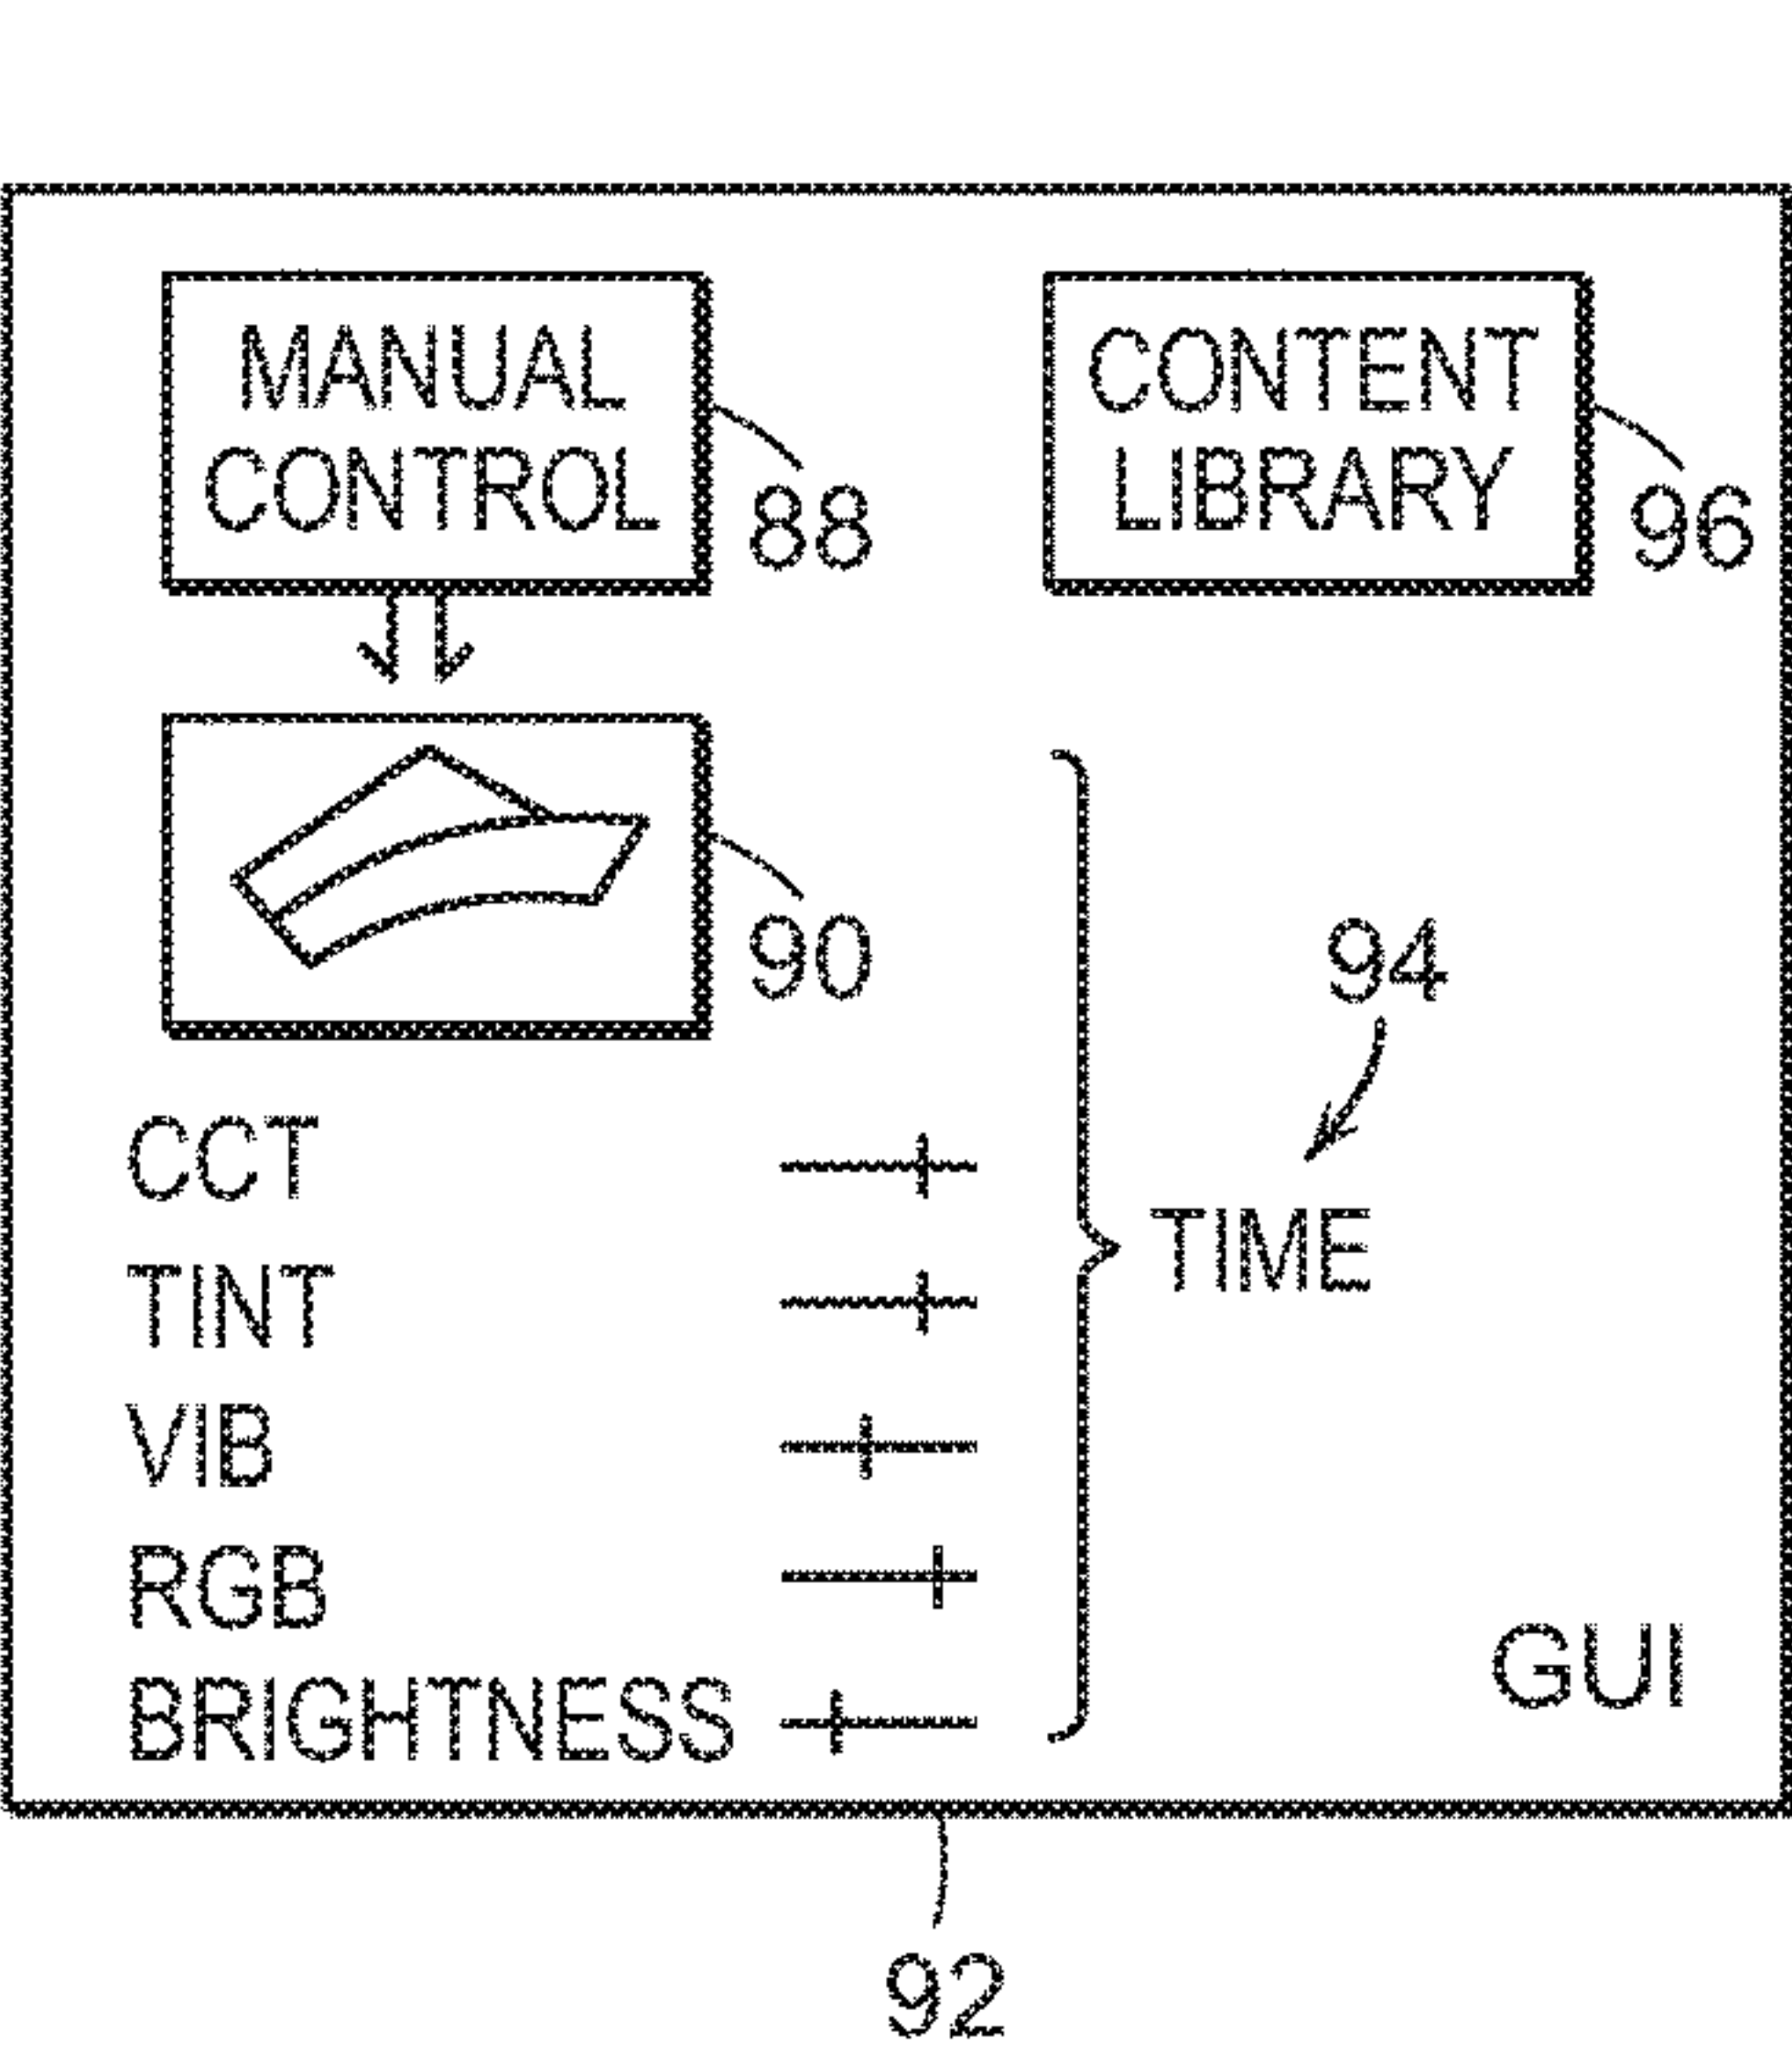 MANUAL
CONTROL
88
CONTENT
LIBRARY
96
90
94
CCT
TINT
VIB
RGB
BRIGHTNESS
TIME
GUI
92